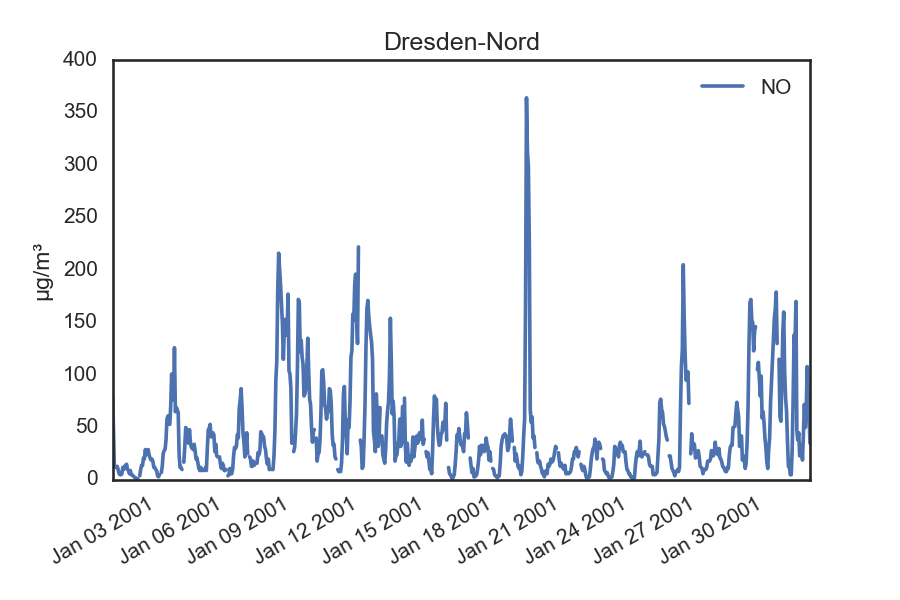 Dresden-Nord
NO
µg/m³
400
350
300
250
200
150
100
50
0
Jan 03 2001
Jan 06 2001
Jan 09 2001
Jan 12 2001
Jan 15 2001
Jan 18 2001
Jan 21 2001
Jan 24 2001
Jan 27 2001
Jan 30 2001